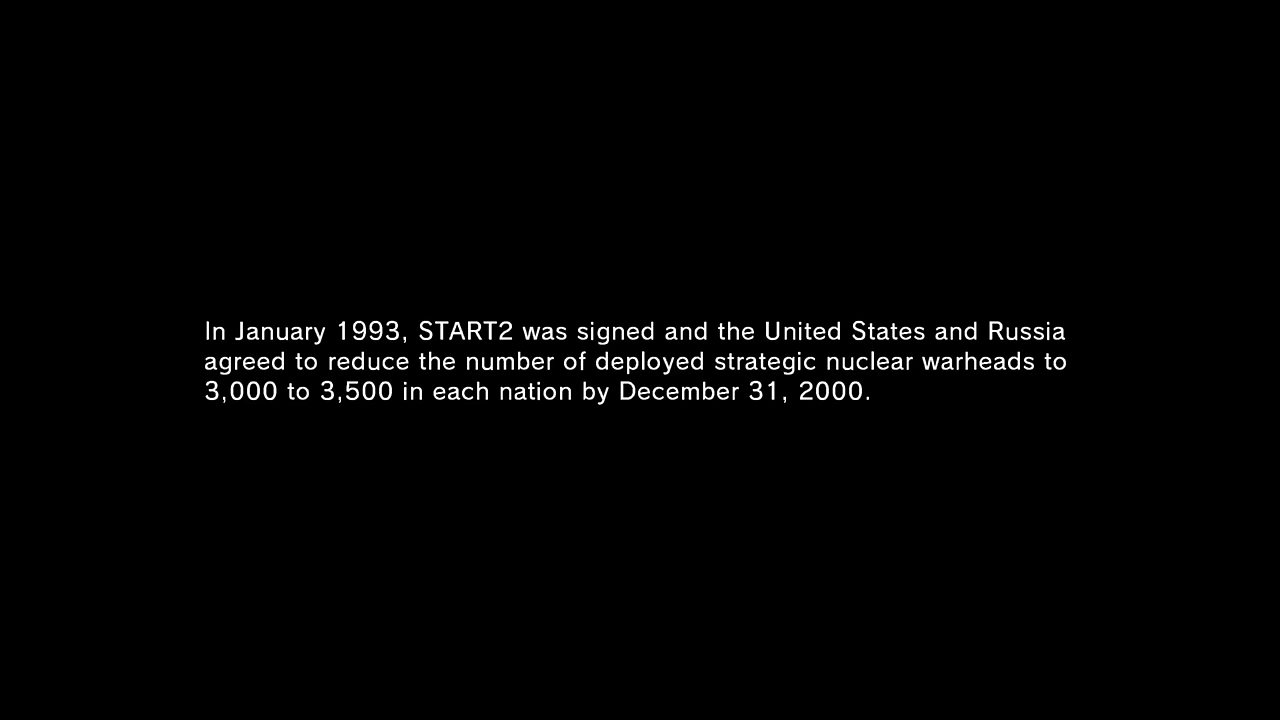 In January 1993, START2 was signed and the United States and Russia
agreed to reduce the number of deployed strategic nuclear warheads to
3,000 to 3,500 in each nation by December 31, 2000.